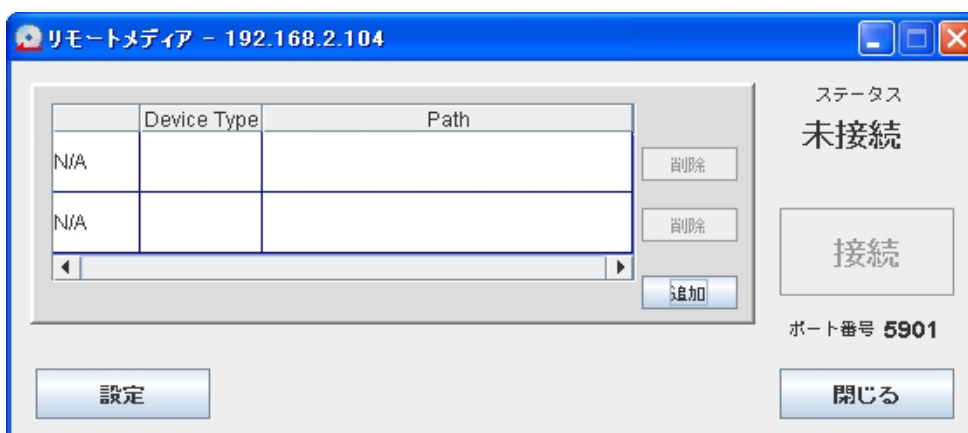 リモートメディア - 192.168.2.104
ステータス
未接続
Device Type Path
N/A
削除
N/A
削除
追加
接続
ポート番号 5901
設定
閉じる